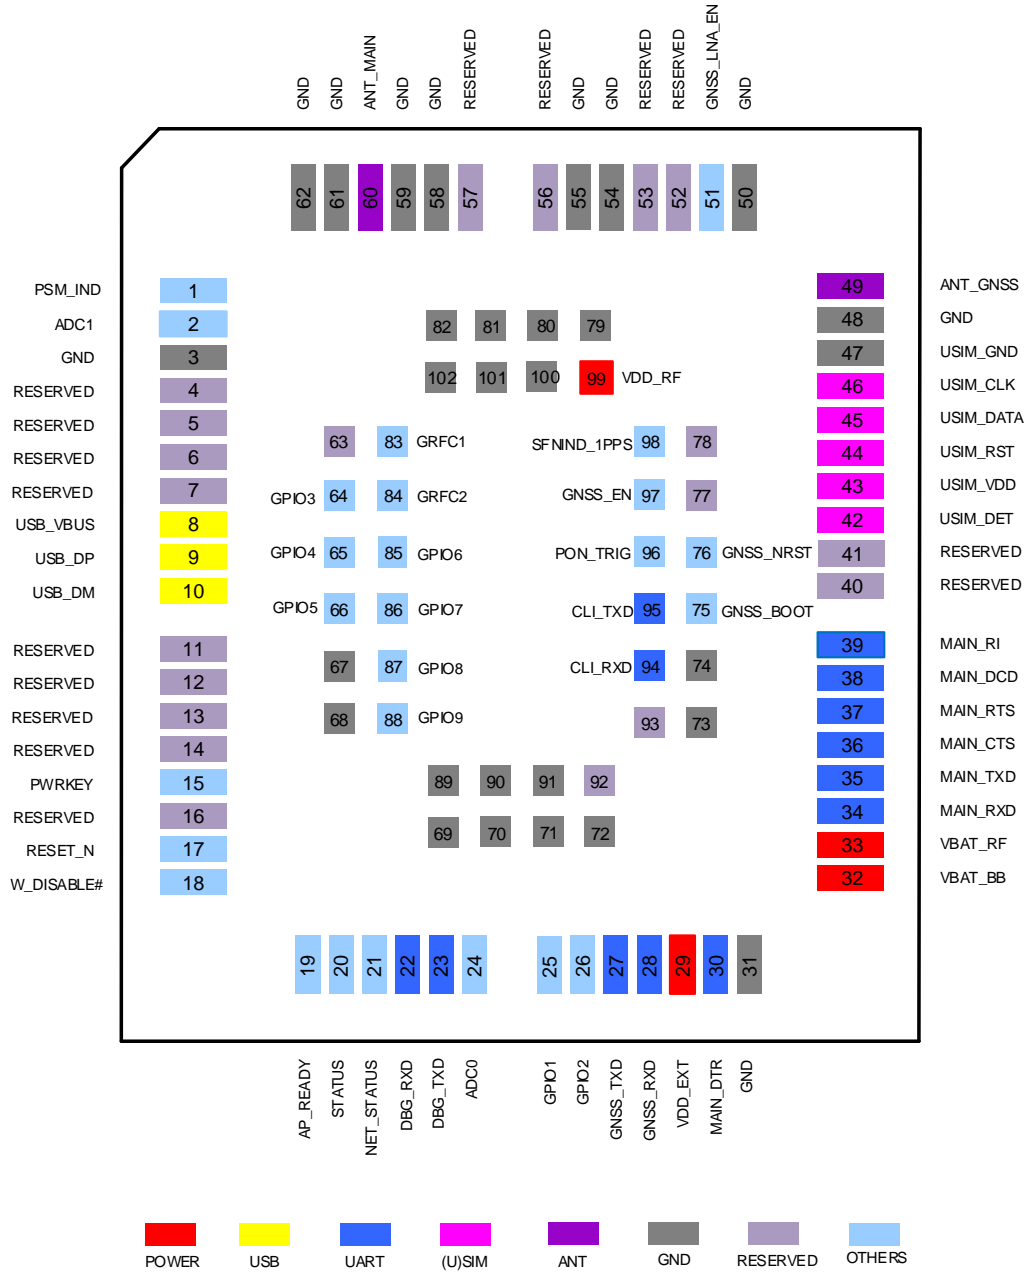 GND GND ANT_MAIN GND GND RESERVED RESERVED GND GND RESERVED RESERVED GNSS_LNA_EN GND
62 61 60 59 58 57 56 55 54 53 52 51 50
PSM_IND 1
ADC1 2
GND 3
RESERVED 4
RESERVED 5
RESERVED 6
RESERVED 7
USB_VBUS 8
USB_DP 9
USB_DM 10
RESERVED 11
RESERVED 12
RESERVED 13
RESERVED 14
PWRKEY 15
RESERVED 16
RESET_N 17
W_DISABLE# 18
82 81 80 79
102 101 100 99 VDD_RF
63 83 GRFC1
GPIO3 64 84 GRFC2
GPIO4 65 85 GPIO6
GPIO5 66 86 GPIO7
67 87 GPIO8
68 88 GPIO9
SFNIND_1PPS 98 78
GNSS_EN 97 77
PON_TRIG 96 76 GNSS_NRST
CLI_TXD 95 75 GNSS_BOOT
CLI_RXD 94 74
93 73
89 90 91 92
69 70 71 72
49 ANT_GNSS
48 GND
47 USIM_GND
46 USIM_CLK
45 USIM_DATA
44 USIM_RST
43 USIM_VDD
42 USIM_DET
41 RESERVED
40 RESERVED
39 MAIN_RI
38 MAIN_DCD
37 MAIN_RTS
36 MAIN_CTS
35 MAIN_TXD
34 MAIN_RXD
33 VBAT_RF
32 VBAT_BB
19 20 21 22 23 24 25 26 27 28 29 30 31
AP_READY STATUS NET_STATUS DBG_RXD DBG_TXD ADC0 GPIO1 GPIO2 GNSS_TXD GNSS_RXD VDD_EXT MAIN_DTR GND
POWER USB UART (U)SIM ANT GND RESERVED OTHERS